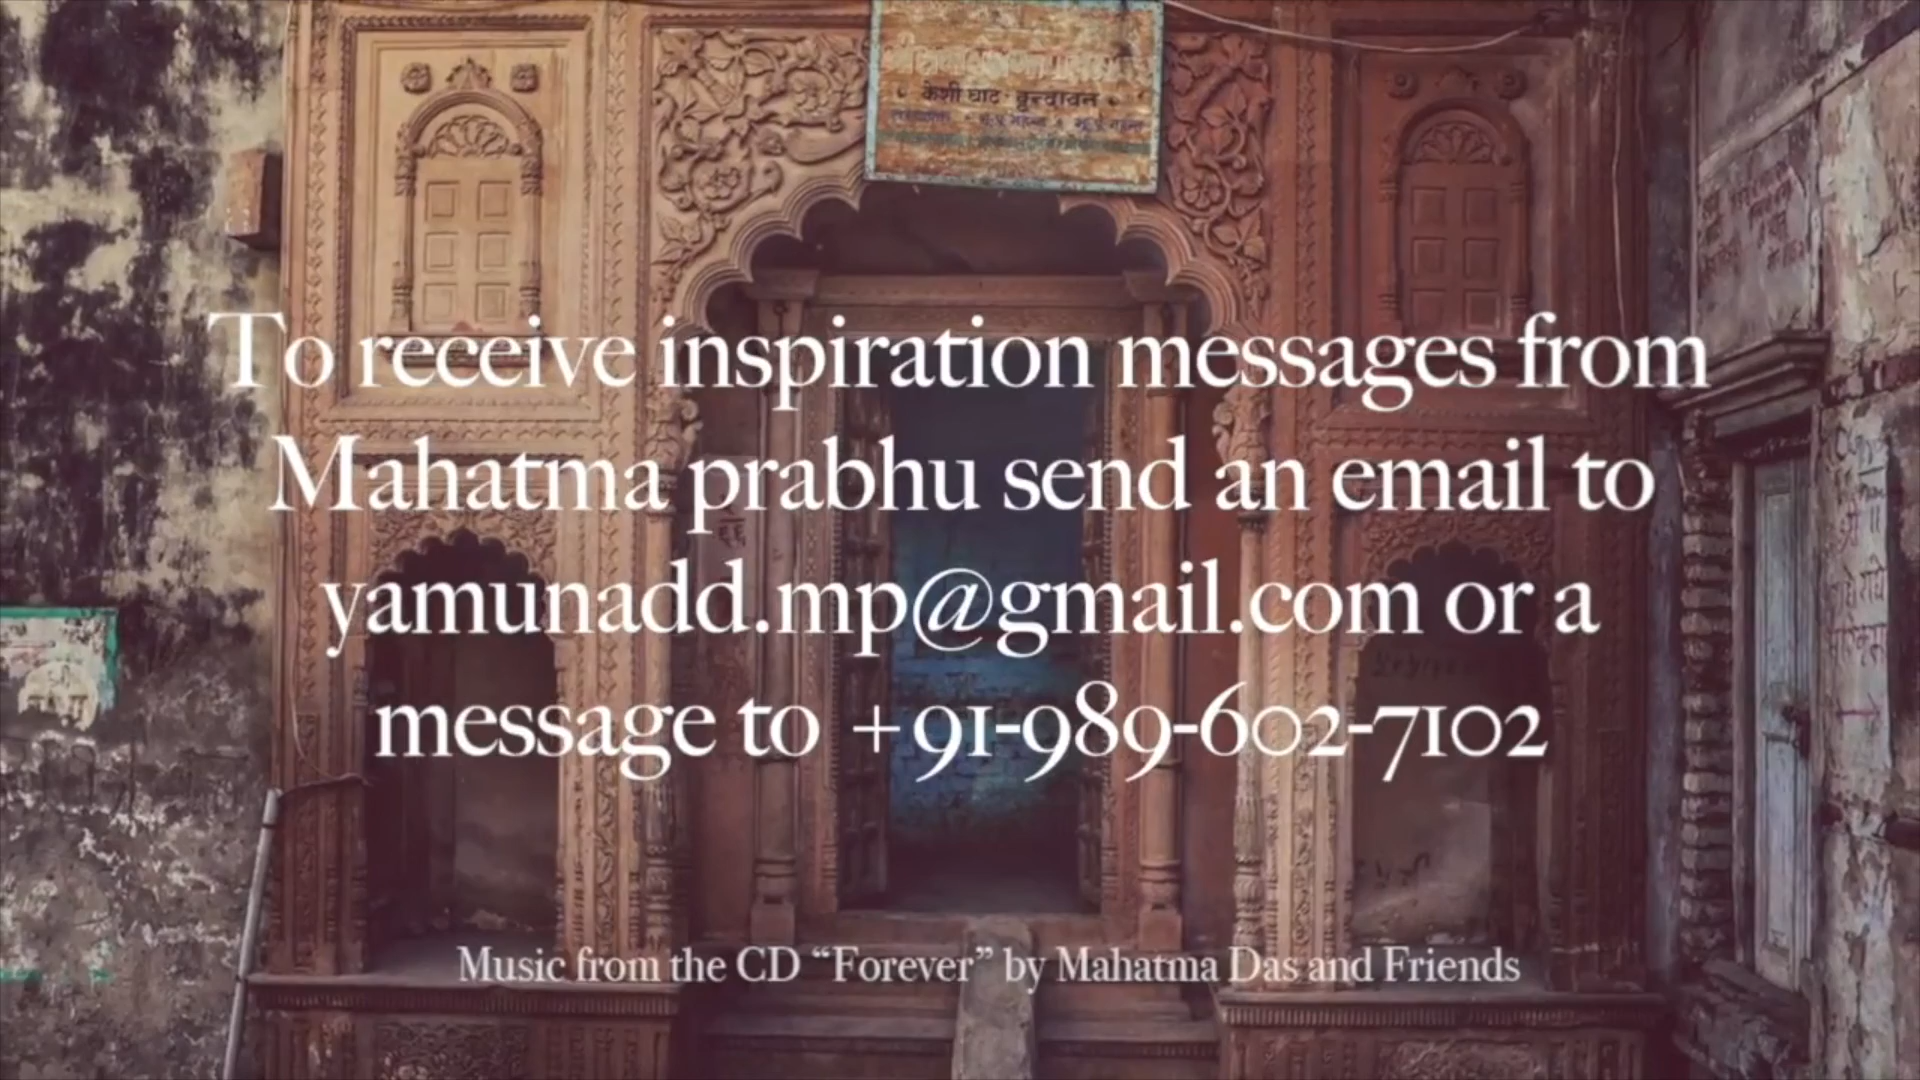 केशी घाट वृन्दावन
To receive inspiration messages from
Mahatma prabhu send an email to
yamunadd.mp@gmail.com or a
message to +91-989-602-7102
Music from the CD “Forever” by Mahatma Das and Friends